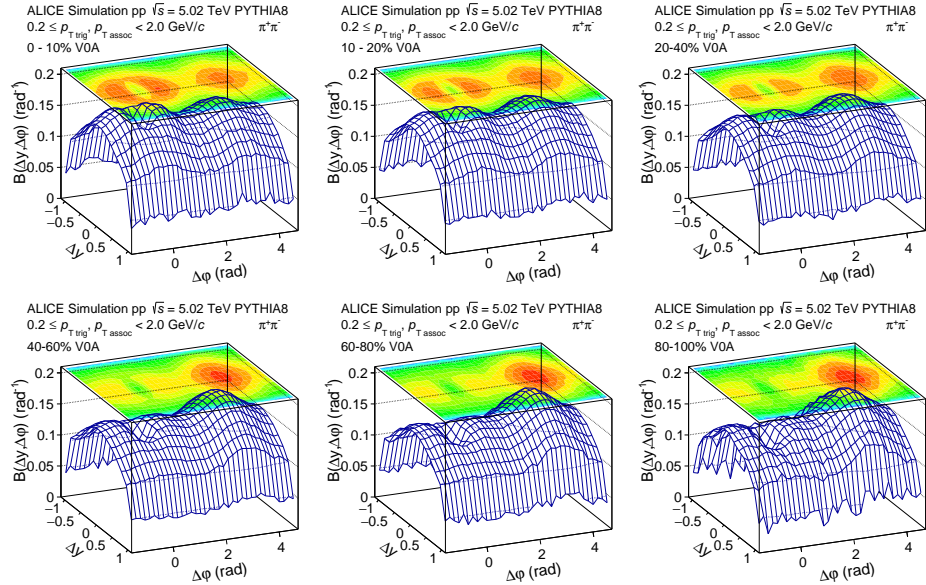 ALICE Simulation pp √s = 5.02 TeV PYTHIA8
0.2 ≤ p_T trig, p_T assoc < 2.0 GeV/c π⁺π⁻
0 - 10% V0A
B(Δy,Δφ) (rad⁻¹)
0.2
0.15
0.1
0.05
0
−1
−0.5
0
0.5
1
Δy
0 2 4
Δφ (rad)
ALICE Simulation pp √s = 5.02 TeV PYTHIA8
0.2 ≤ p_T trig, p_T assoc < 2.0 GeV/c π⁺π⁻
10 - 20% V0A
B(Δy,Δφ) (rad⁻¹)
0.2
0.15
0.1
0.05
0
−1
−0.5
0
0.5
1
Δy
0 2 4
Δφ (rad)
ALICE Simulation pp √s = 5.02 TeV PYTHIA8
0.2 ≤ p_T trig, p_T assoc < 2.0 GeV/c π⁺π⁻
20-40% V0A
B(Δy,Δφ) (rad⁻¹)
0.2
0.15
0.1
0.05
0
−1
−0.5
0
0.5
1
Δy
0 2 4
Δφ (rad)
ALICE Simulation pp √s = 5.02 TeV PYTHIA8
0.2 ≤ p_T trig, p_T assoc < 2.0 GeV/c π⁺π⁻
40-60% V0A
B(Δy,Δφ) (rad⁻¹)
0.2
0.15
0.1
0.05
0
−1
−0.5
0
0.5
1
Δy
0 2 4
Δφ (rad)
ALICE Simulation pp √s = 5.02 TeV PYTHIA8
0.2 ≤ p_T trig, p_T assoc < 2.0 GeV/c π⁺π⁻
60-80% V0A
B(Δy,Δφ) (rad⁻¹)
0.2
0.15
0.1
0.05
0
−1
−0.5
0
0.5
1
Δy
0 2 4
Δφ (rad)
ALICE Simulation pp √s = 5.02 TeV PYTHIA8
0.2 ≤ p_T trig, p_T assoc < 2.0 GeV/c π⁺π⁻
80-100% V0A
B(Δy,Δφ) (rad⁻¹)
0.2
0.15
0.1
0.05
0
−1
−0.5
0
0.5
1
Δy
0 2 4
Δφ (rad)